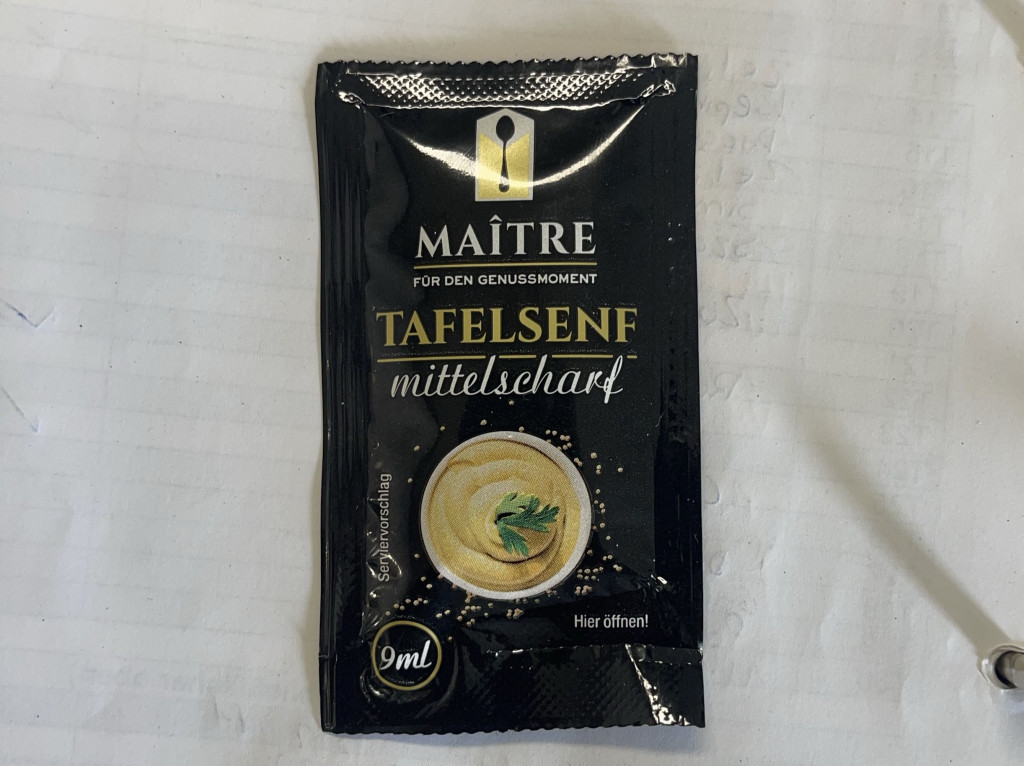 MAÎTRE
FÜR DEN GENUSSMOMENT
TAFELSENF
mittelscharf
Serviervorschlag
Hier öffnen!
9ml